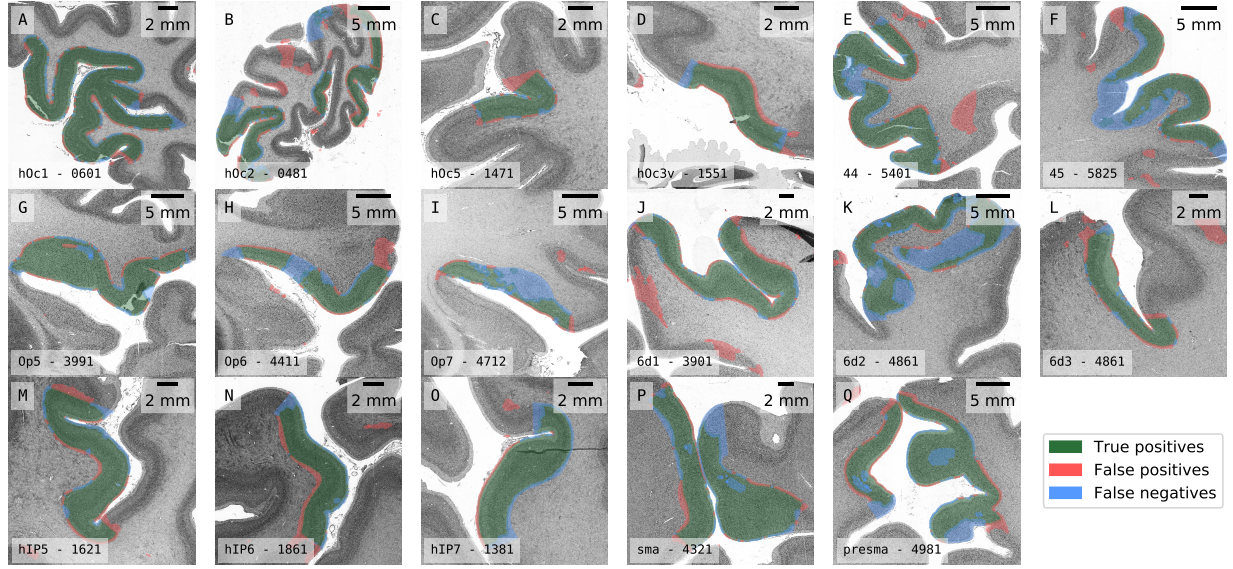 A 2 mm
hOc1 - 0601
B 5 mm
hOc2 - 0481
C 2 mm
hOc5 - 1471
D 2 mm
hOc3v - 1551
E 5 mm
44 - 5401
F 5 mm
45 - 5825
G 5 mm
Op5 - 3991
H 5 mm
Op6 - 4411
I 5 mm
Op7 - 4712
J 2 mm
6d1 - 3901
K 5 mm
6d2 - 4861
L 2 mm
6d3 - 4861
M 2 mm
hIP5 - 1621
N 2 mm
hIP6 - 1861
O 2 mm
hIP7 - 1381
P 2 mm
sma - 4321
Q 5 mm
presma - 4981
True positives
False positives
False negatives